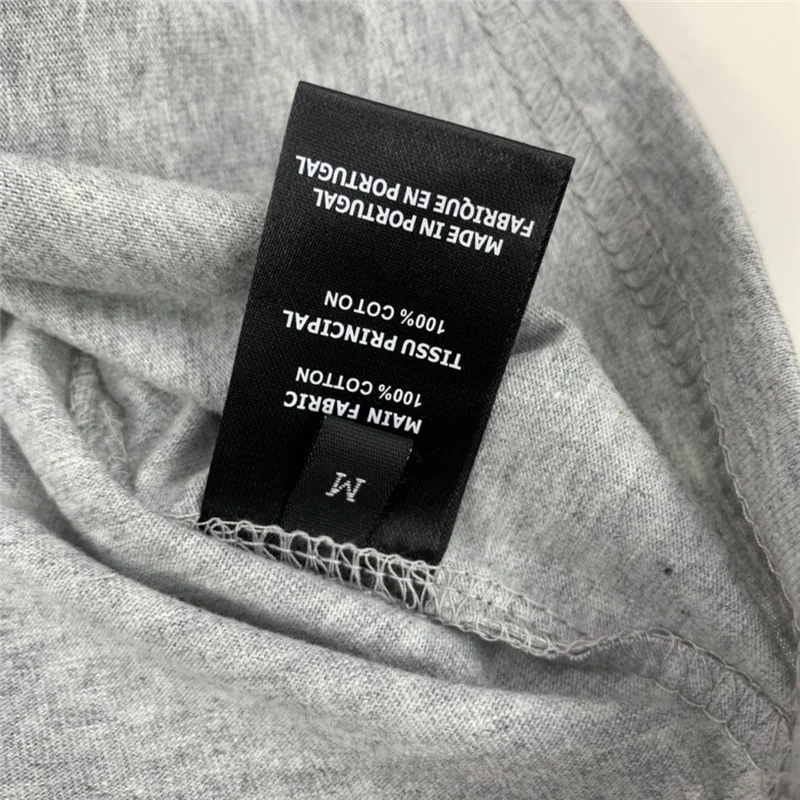 M
MAIN FABRIC
100% COTTON
TISSU PRINCIPAL
100% COTON
MADE IN PORTUGAL
FABRIQUE EN PORTUGAL